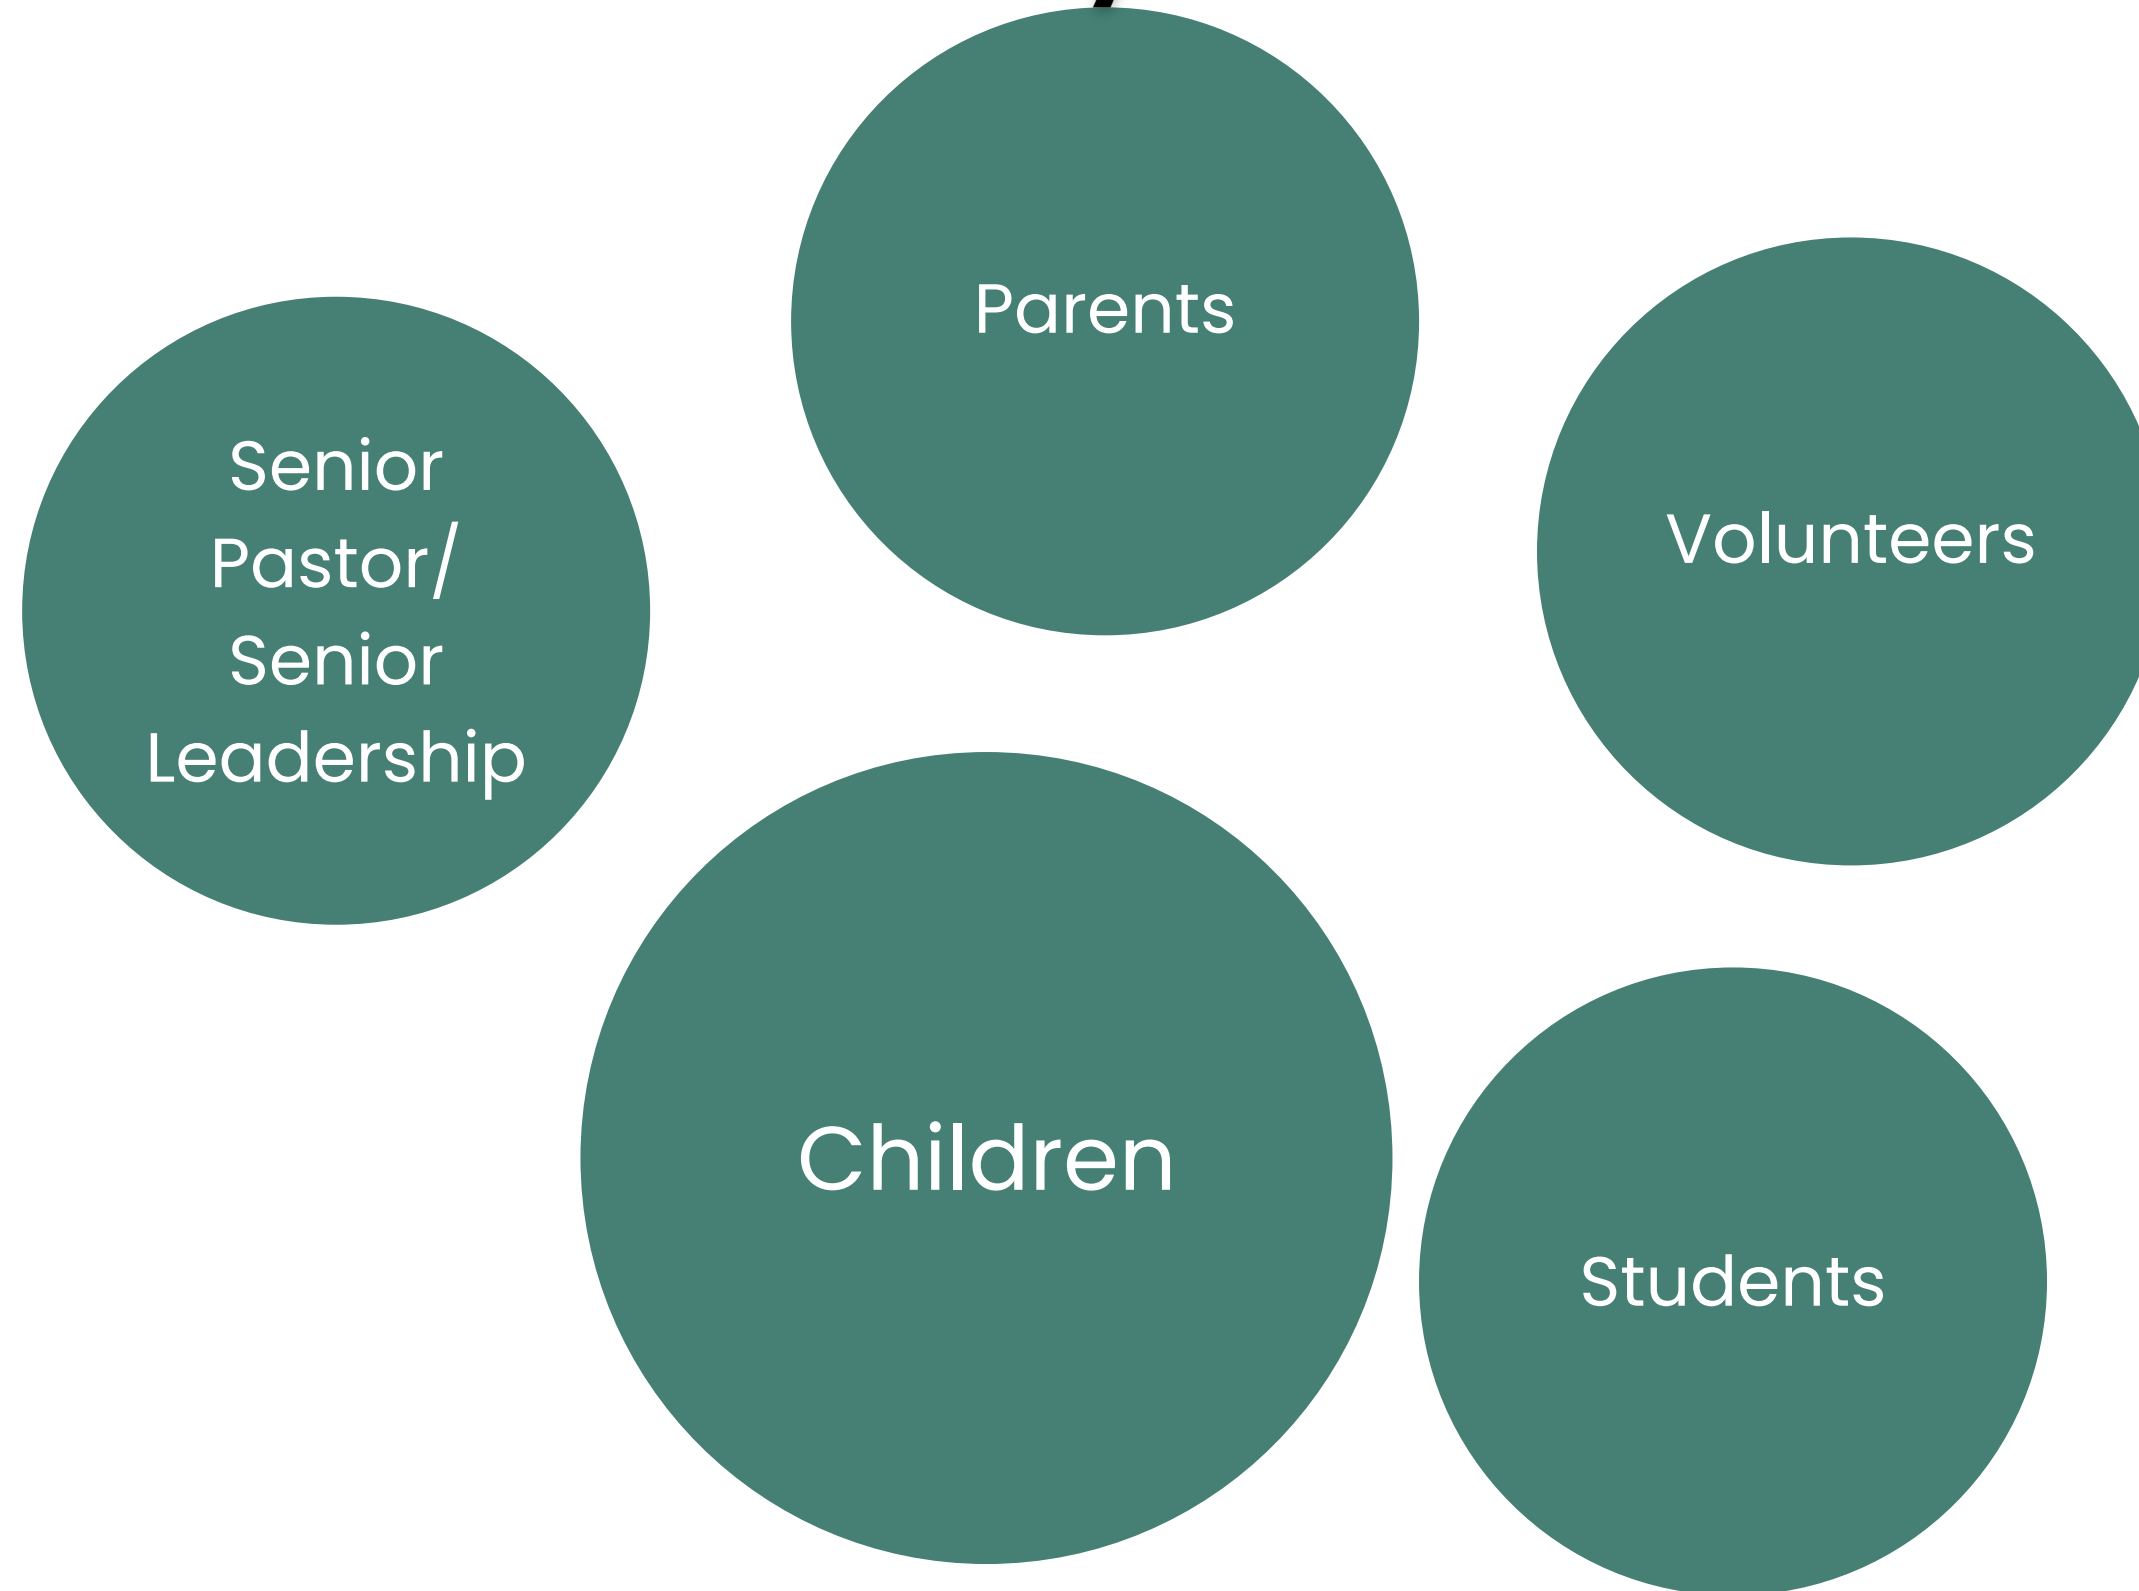 Parents
Senior
Pastor/
Senior
Leadership
Volunteers
Children
Students